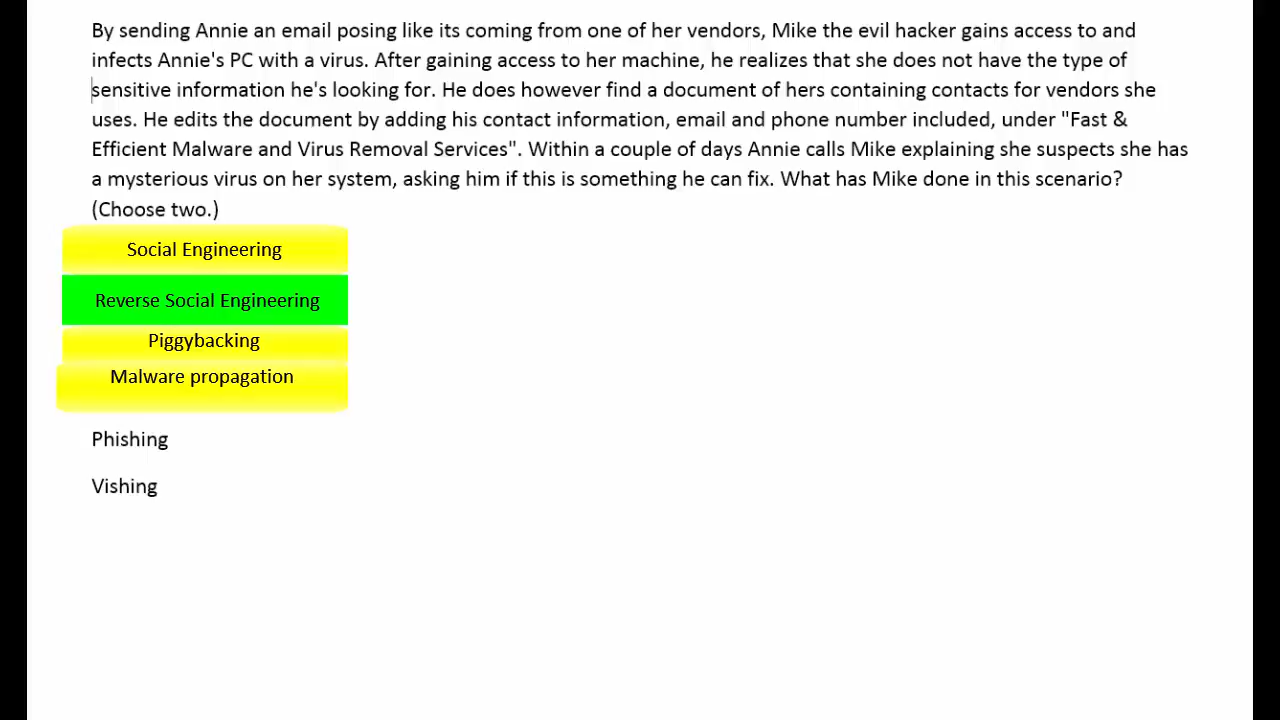 By sending Annie an email posing like its coming from one of her vendors, Mike the evil hacker gains access to and
infects Annie's PC with a virus. After gaining access to her machine, he realizes that she does not have the type of
sensitive information he's looking for. He does however find a document of hers containing contacts for vendors she
uses. He edits the document by adding his contact information, email and phone number included, under "Fast &
Efficient Malware and Virus Removal Services". Within a couple of days Annie calls Mike explaining she suspects she has
a mysterious virus on her system, asking him if this is something he can fix. What has Mike done in this scenario?
(Choose two.)
Social Engineering
Reverse Social Engineering
Piggybacking
Malware propagation
Phishing
Vishing